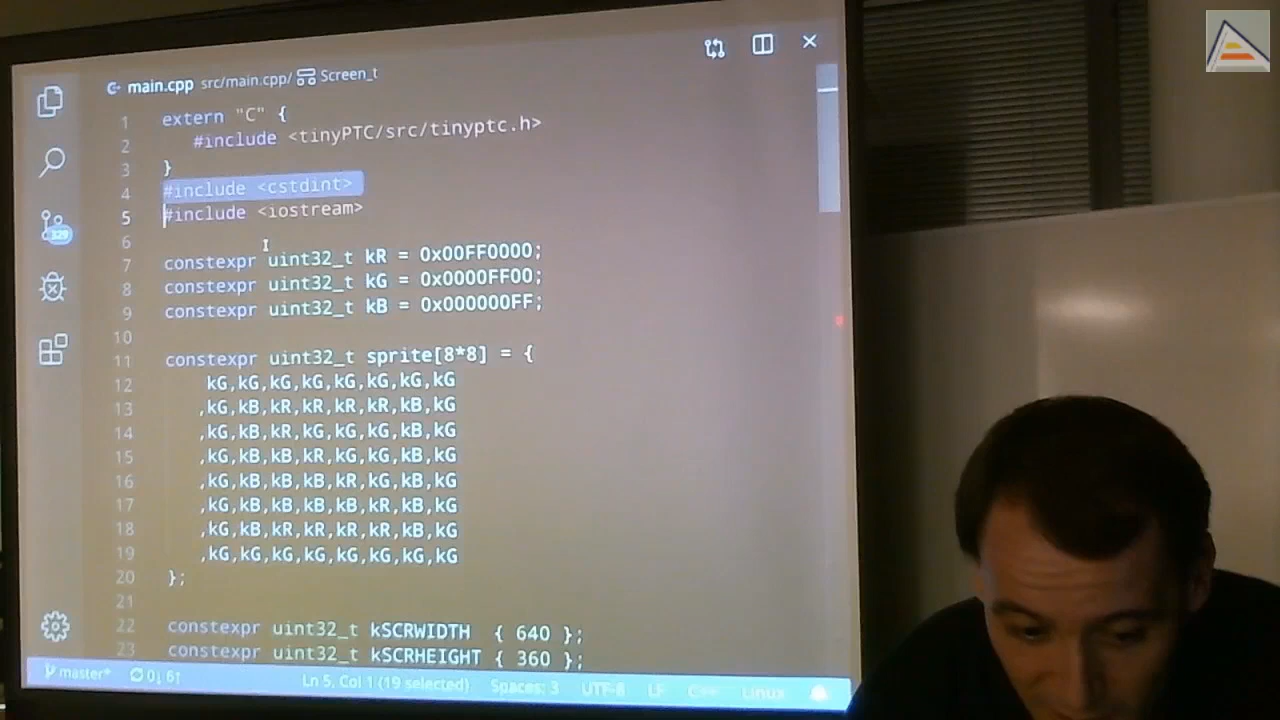 main.cpp src/main.cpp/ Screen_t
1 extern "C" {
2 #include <tinyPTC/src/tinyptc.h>
3 }
4 #include <cstdint>
5 #include <iostream>
6
7 constexpr uint32_t kR = 0x00FF0000;
8 constexpr uint32_t kG = 0x0000FF00;
9 constexpr uint32_t kB = 0x000000FF;
10
11 constexpr uint32_t sprite[8*8] = {
12 kG,kG,kG,kG,kG,kG,kG,kG
13 ,kG,kB,kR,kR,kR,kR,kB,kG
14 ,kG,kB,kR,kG,kG,kG,kB,kG
15 ,kG,kB,kB,kR,kG,kG,kB,kG
16 ,kG,kB,kB,kB,kR,kG,kB,kG
17 ,kG,kB,kB,kB,kB,kR,kB,kG
18 ,kG,kB,kR,kR,kR,kR,kB,kG
19 ,kG,kG,kG,kG,kG,kG,kG,kG
20 };
21
22 constexpr uint32_t kSCRWIDTH { 640 };
23 constexpr uint32_t kSCRHEIGHT { 360 };
329
master* 0↓ 6↑ Ln 5, Col 1 (19 selected) Spaces: 3 UTF-8 LF C++ Linux